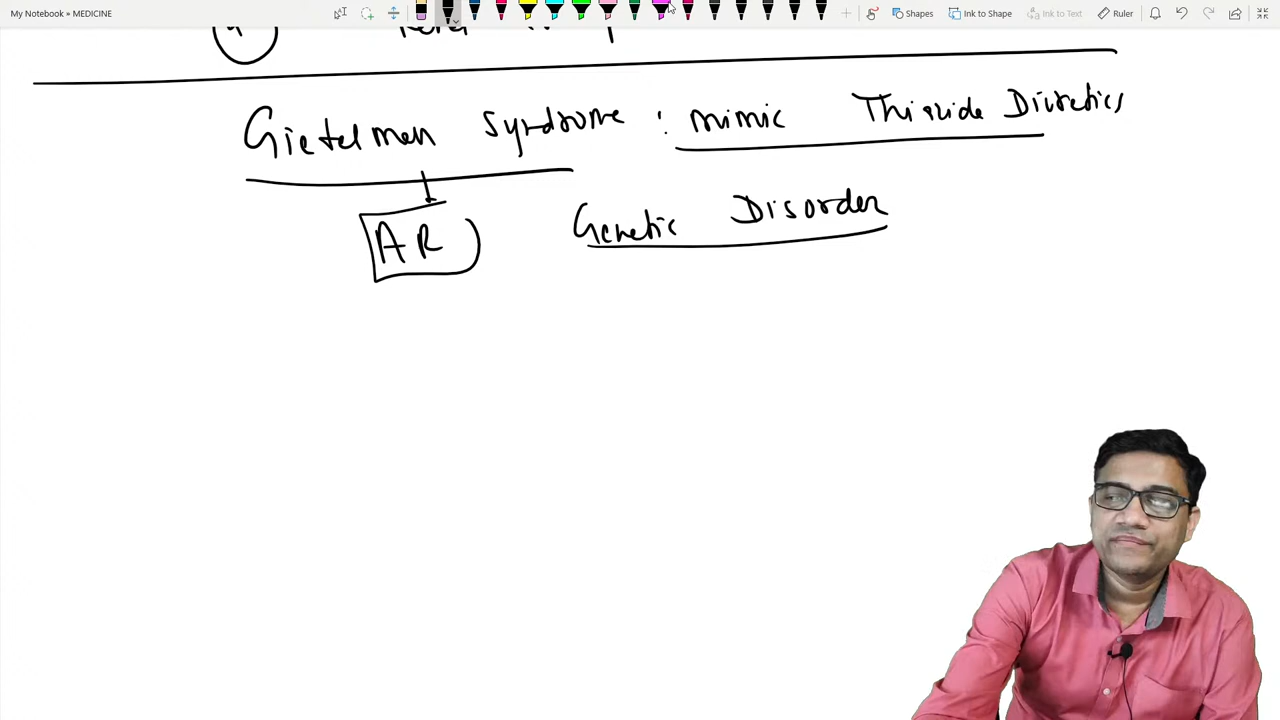 My Notebook » MEDICINE
Shapes Ink to Shape Ink to Text Ruler
Gietelman Syndrome : mimic Thiazide Diuretics
AR Genetic Disorder